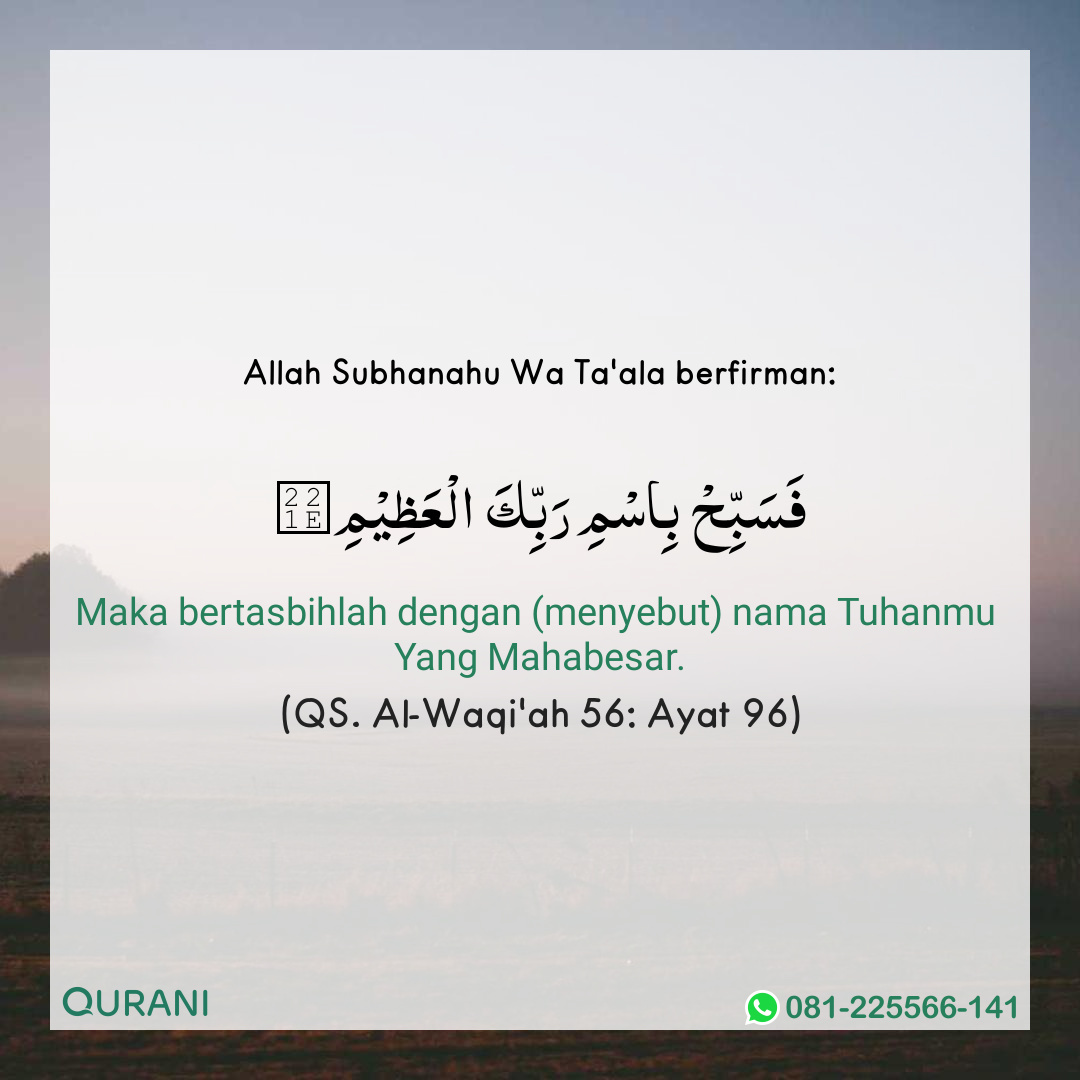 Allah Subhanahu Wa Ta'ala berfirman:
فَسَبِّحْ بِاسْمِ رَبِّكَ الْعَظِيْمِ
Maka bertasbihlah dengan (menyebut) nama Tuhanmu
Yang Mahabesar.
(QS. Al-Waqi'ah 56: Ayat 96)
QURANI
081-225566-141